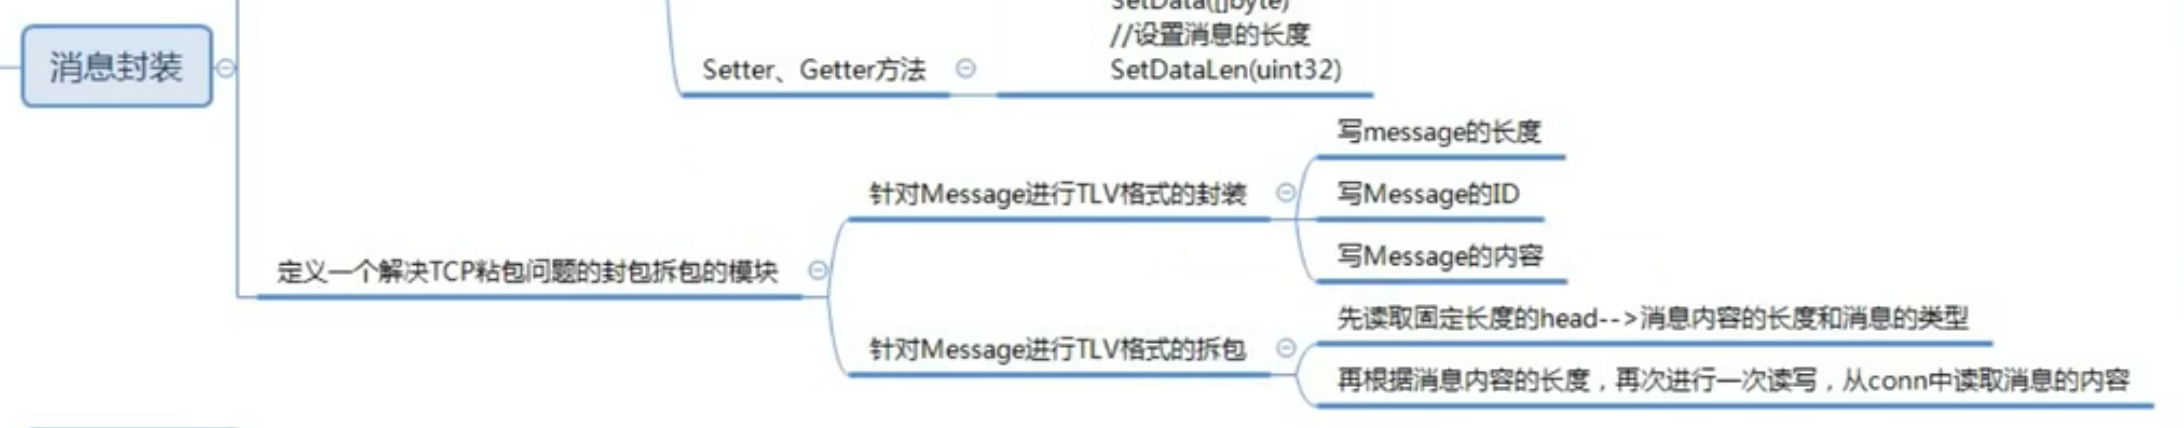 消息封装
SetData([]byte)
//设置消息的长度
SetDataLen(uint32)
Setter、Getter方法
定义一个解决TCP粘包问题的封包拆包的模块
针对Message进行TLV格式的封装
写message的长度
写Message的ID
写Message的内容
针对Message进行TLV格式的拆包
先读取固定长度的head-->消息内容的长度和消息的类型
再根据消息内容的长度，再次进行一次读写，从conn中读取消息的内容